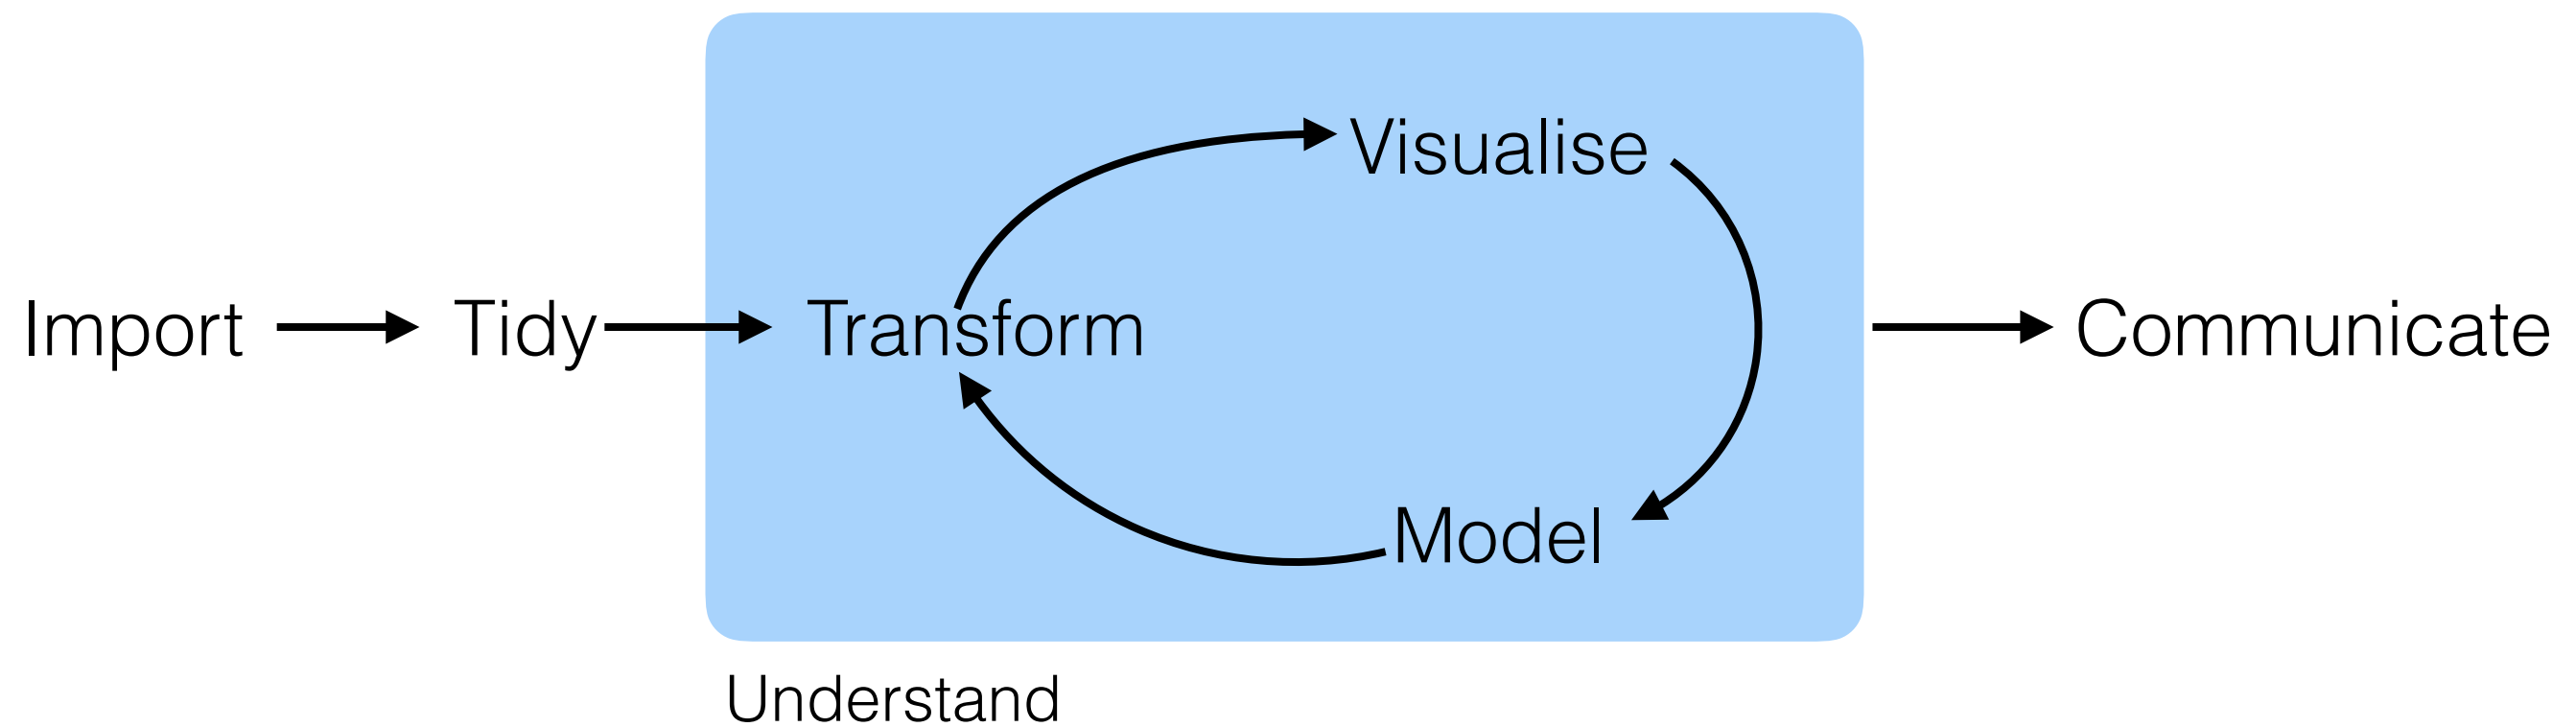 Visualise
Import
Tidy
Transform
Communicate
Model
Understand